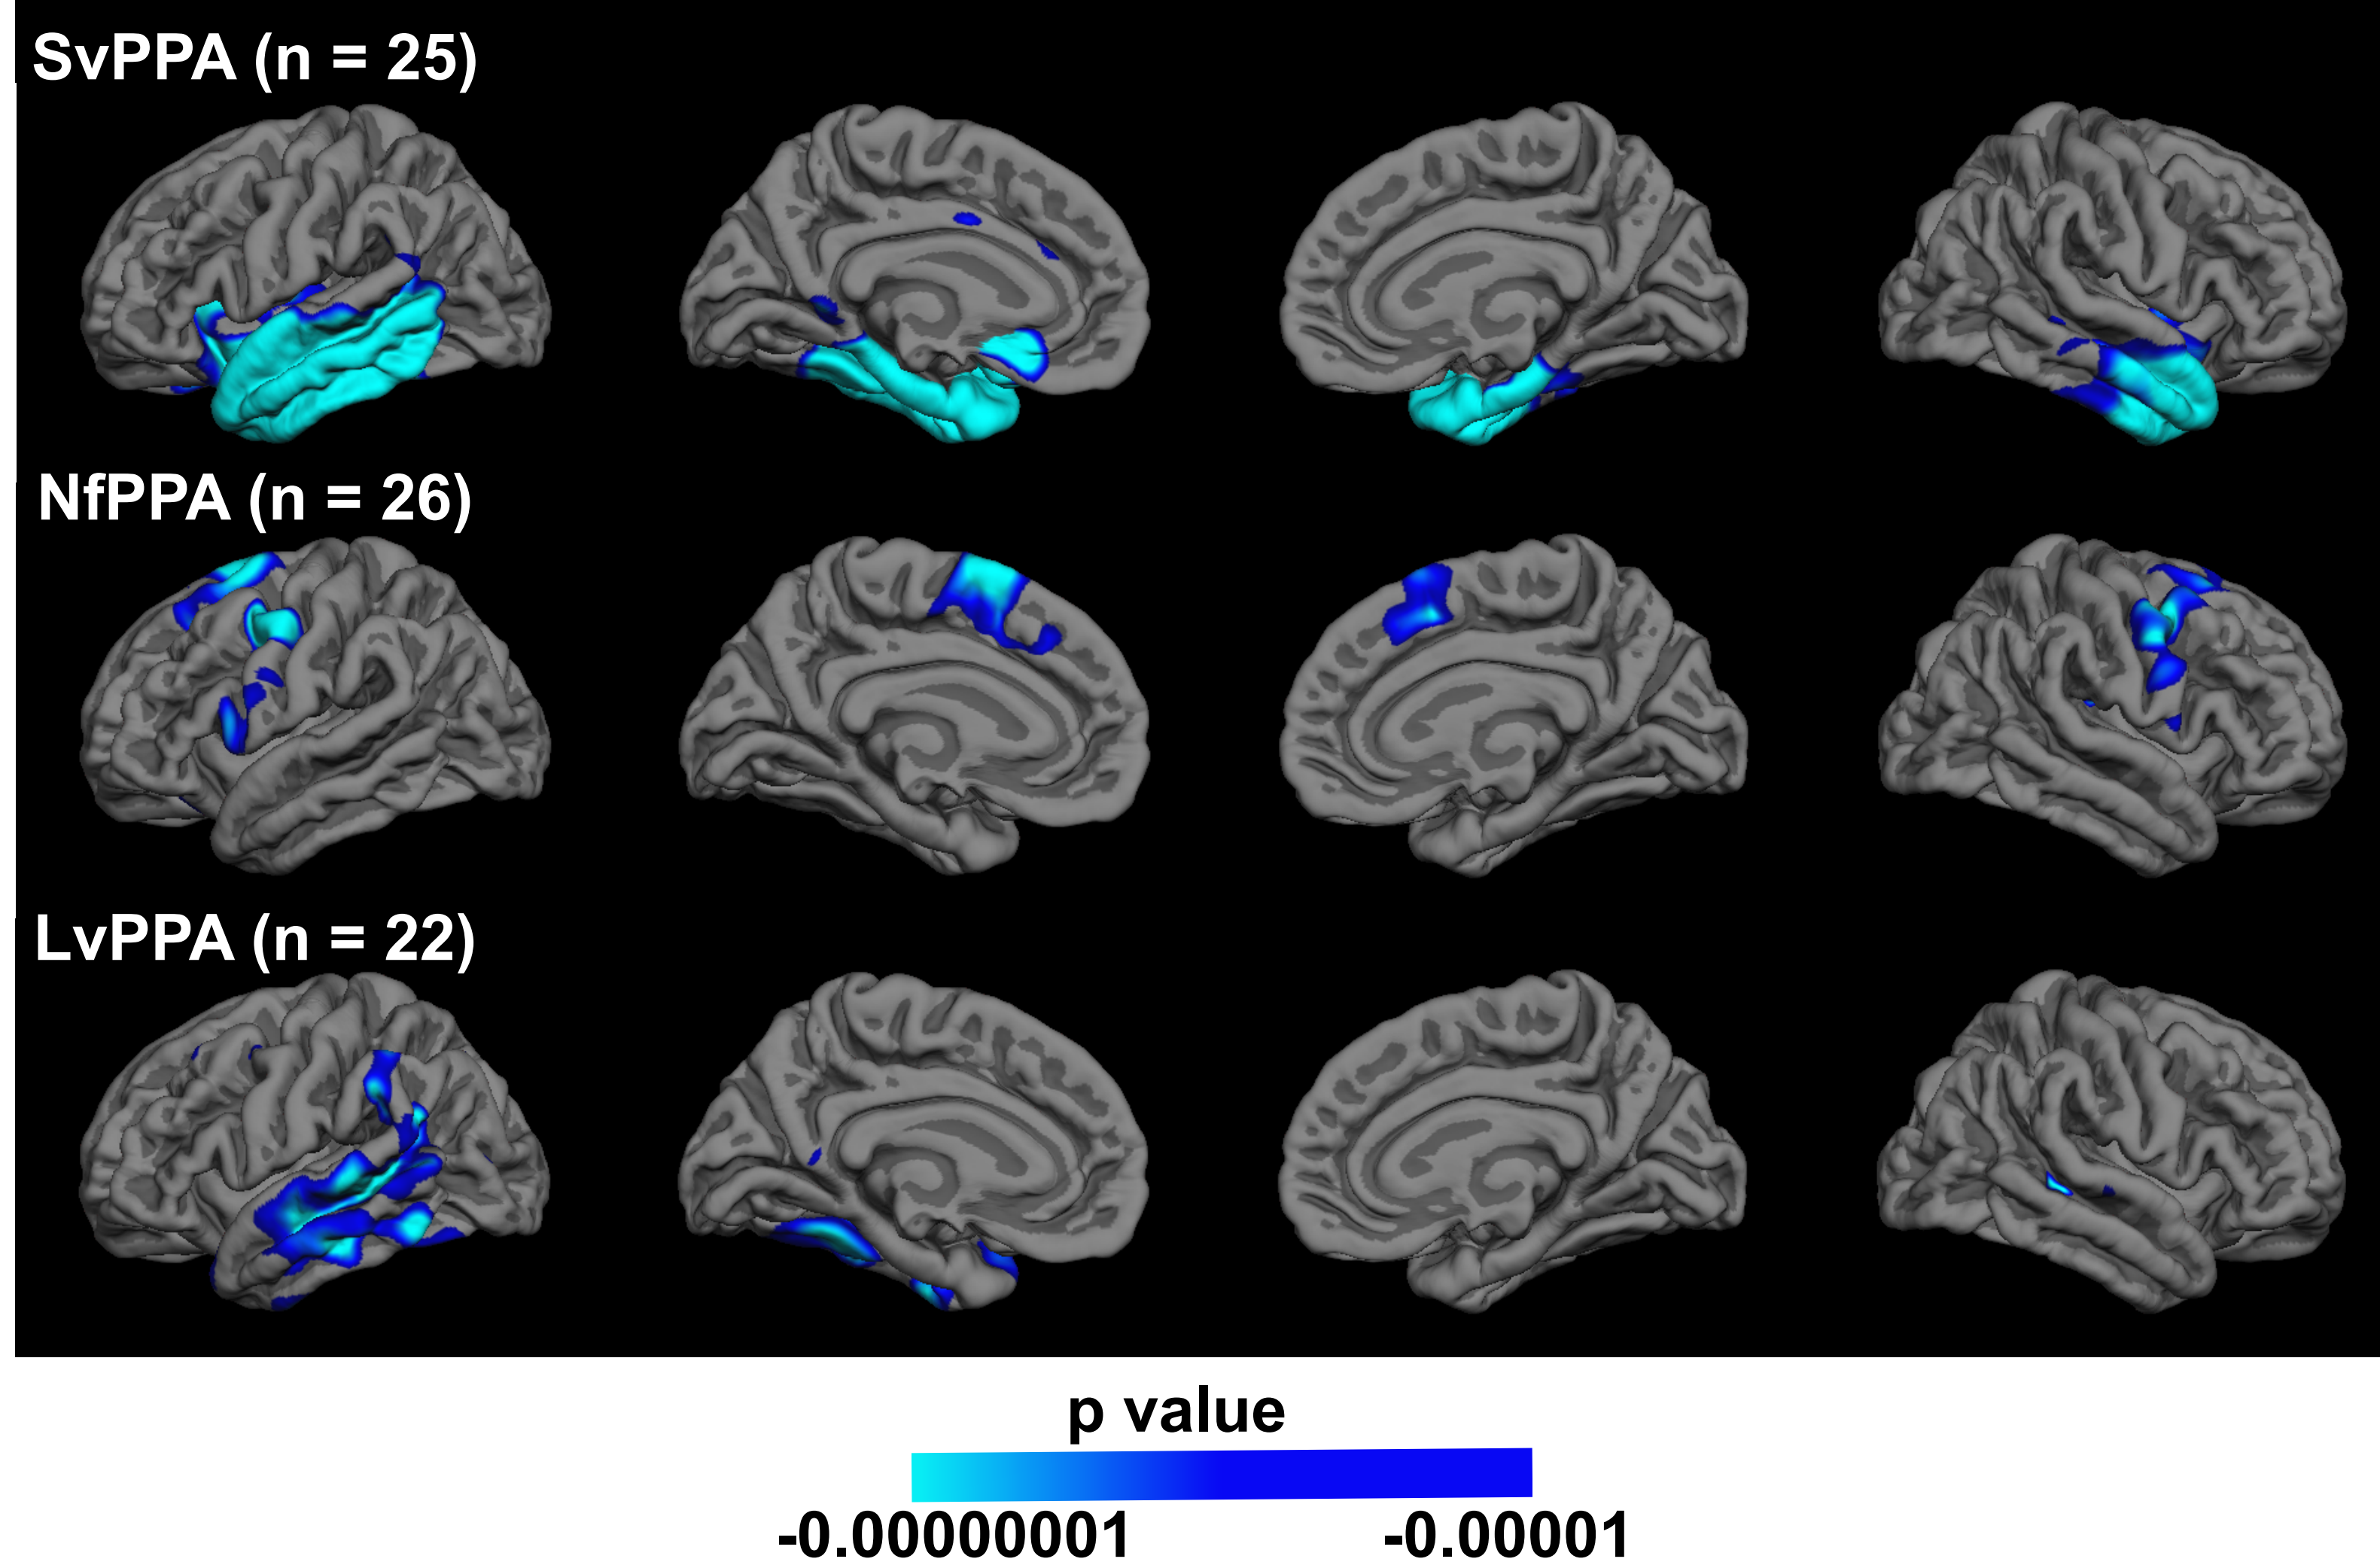 SvPPA (n = 25)
NfPPA (n = 26)
LvPPA (n = 22)
p value
-0.00000001 -0.00001